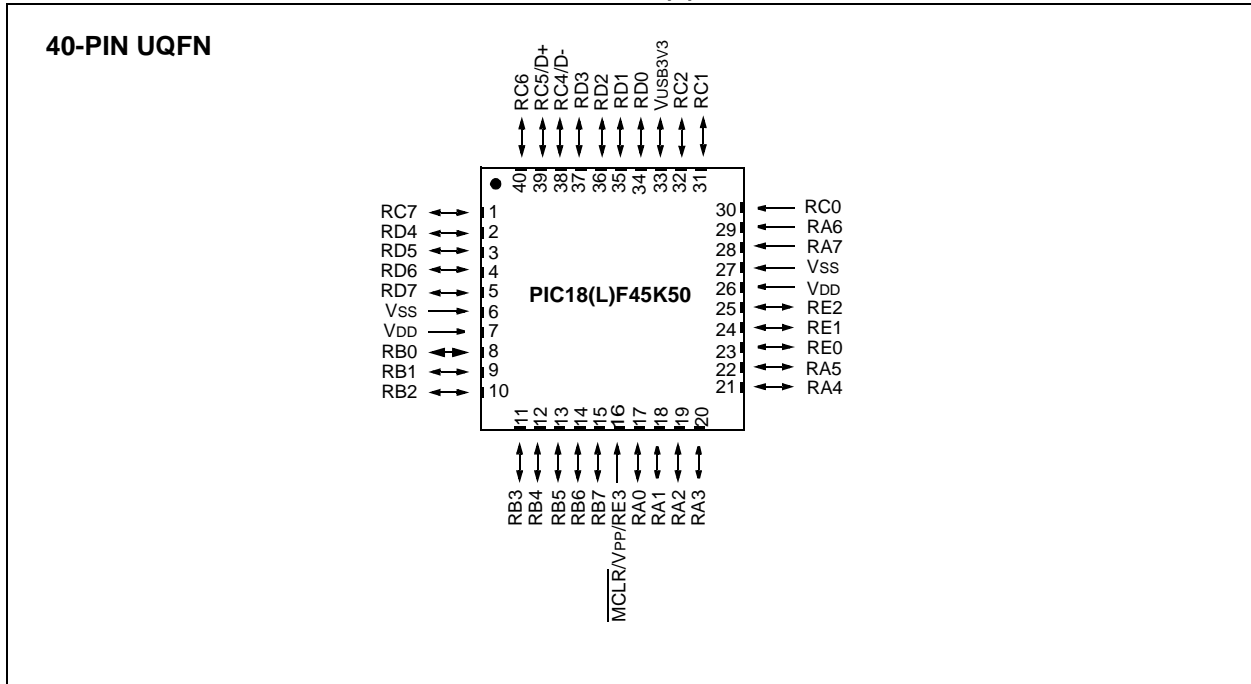 40-PIN UQFN
RC6
RC5/D+
RC4/D-
RD3
RD2
RD1
RD0
VUSB3V3
RC2
RC1
40
39
38
37
36
35
34
33
32
31
RC7 1
RD4 2
RD5 3
RD6 4
RD7 5
VSS 6
VDD 7
RB0 8
RB1 9
RB2 10
PIC18(L)F45K50
30 RC0
29 RA6
28 RA7
27 VSS
26 VDD
25 RE2
24 RE1
23 RE0
22 RA5
21 RA4
11
12
13
14
15
16
17
18
19
20
RB3
RB4
RB5
RB6
RB7
MCLR/VPP/RE3
RA0
RA1
RA2
RA3